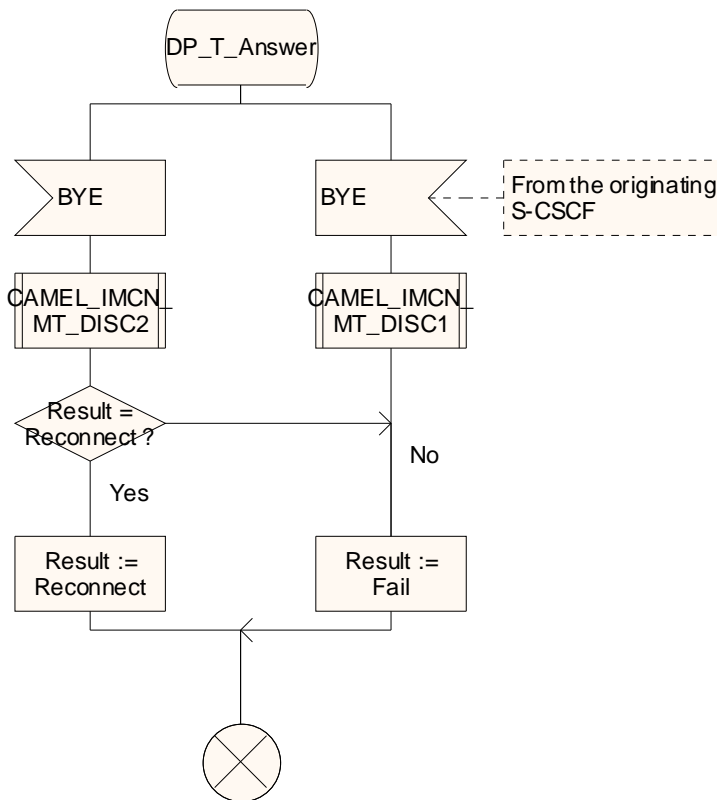 DP_T_Answer
BYE
BYE
From the originating
S-CSCF
CAMEL_IMCN_
MT_DISC2
CAMEL_IMCN_
MT_DISC1
Result =
Reconnect ?
No
Yes
Result :=
Reconnect
Result :=
Fail